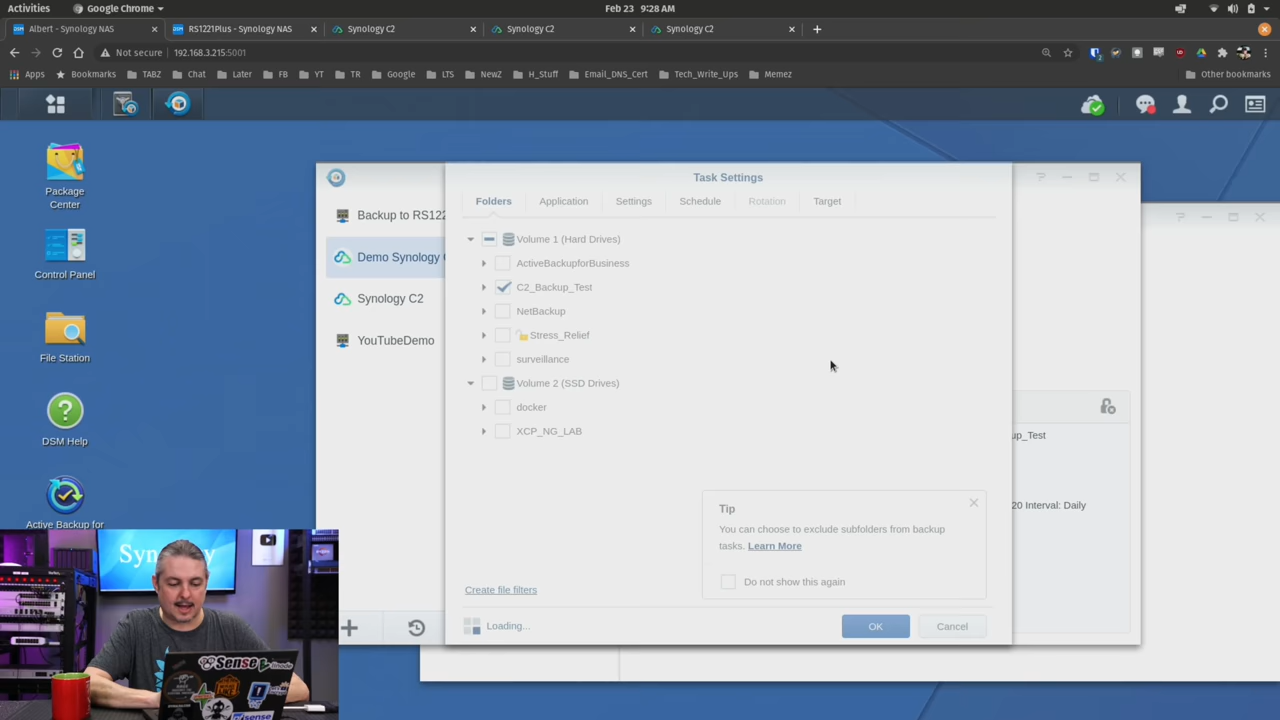 Activities
Google Chrome
Feb 23 9:28 AM
Albert - Synology NAS
RS1221Plus - Synology NAS
Synology C2
Synology C2
Synology C2
Not secure 192.168.3.215:5001
Apps
Bookmarks
TABZ
Chat
Later
FB
YT
TR
Google
LTS
NewZ
H_Stuff
Email_DNS_Cert
Tech_Write_Ups
Memez
Other bookmarks
Package
Center
Control Panel
File Station
DSM Help
Active Backup for
Backup to RS122
Demo Synology
Synology C2
YouTubeDemo
Task Settings
Folders
Application
Settings
Schedule
Rotation
Target
Volume 1 (Hard Drives)
ActiveBackupforBusiness
C2_Backup_Test
NetBackup
Stress_Relief
surveillance
Volume 2 (SSD Drives)
docker
XCP_NG_LAB
Tip
You can choose to exclude subfolders from backup
tasks. Learn More
Do not show this again
Create file filters
Loading...
OK
Cancel
up_Test
20 Interval: Daily
Synology